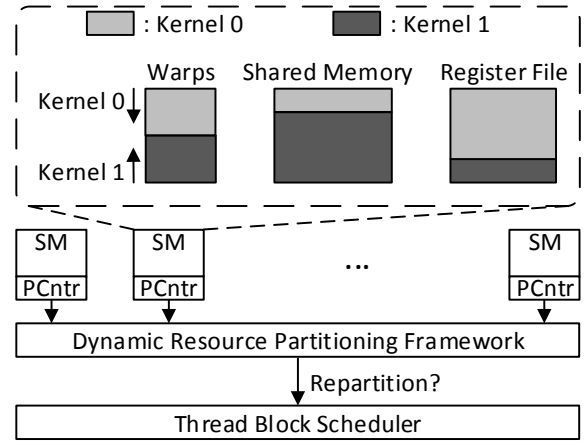 : Kernel 0 : Kernel 1
Warps Shared Memory Register File
Kernel 0
Kernel 1
SM SM ... SM
PCntr PCntr PCntr
Dynamic Resource Partitioning Framework
Repartition?
Thread Block Scheduler